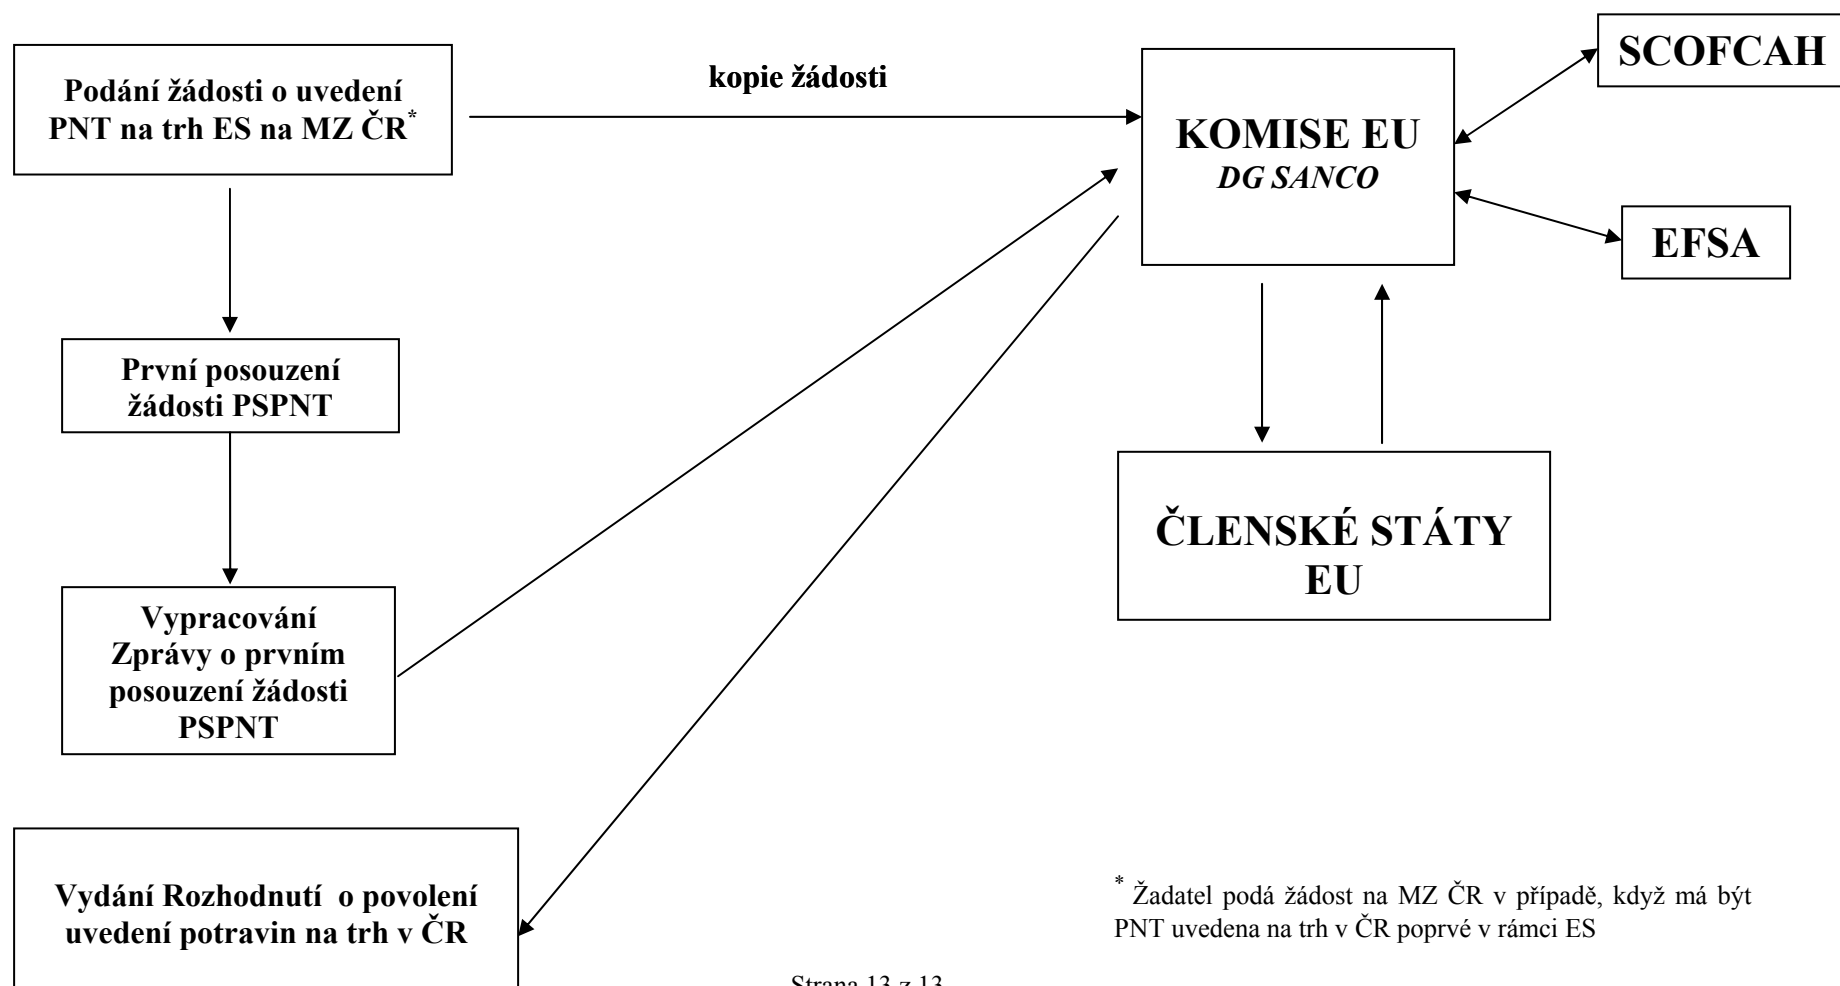 Podání žádosti o uvedení
PNT na trh ES na MZ ČR*
kopie žádosti
KOMISE EU
DG SANCO
SCOFCAH
EFSA
První posouzení
žádosti PSPNT
ČLENSKÉ STÁTY
EU
Vypracování
Zprávy o prvním
posouzení žádosti
PSPNT
Vydání Rozhodnutí o povolení
uvedení potravin na trh v ČR
* Žadatel podá žádost na MZ ČR v případě, když má být
PNT uvedena na trh v ČR poprvé v rámci ES
Strana 13 z 13